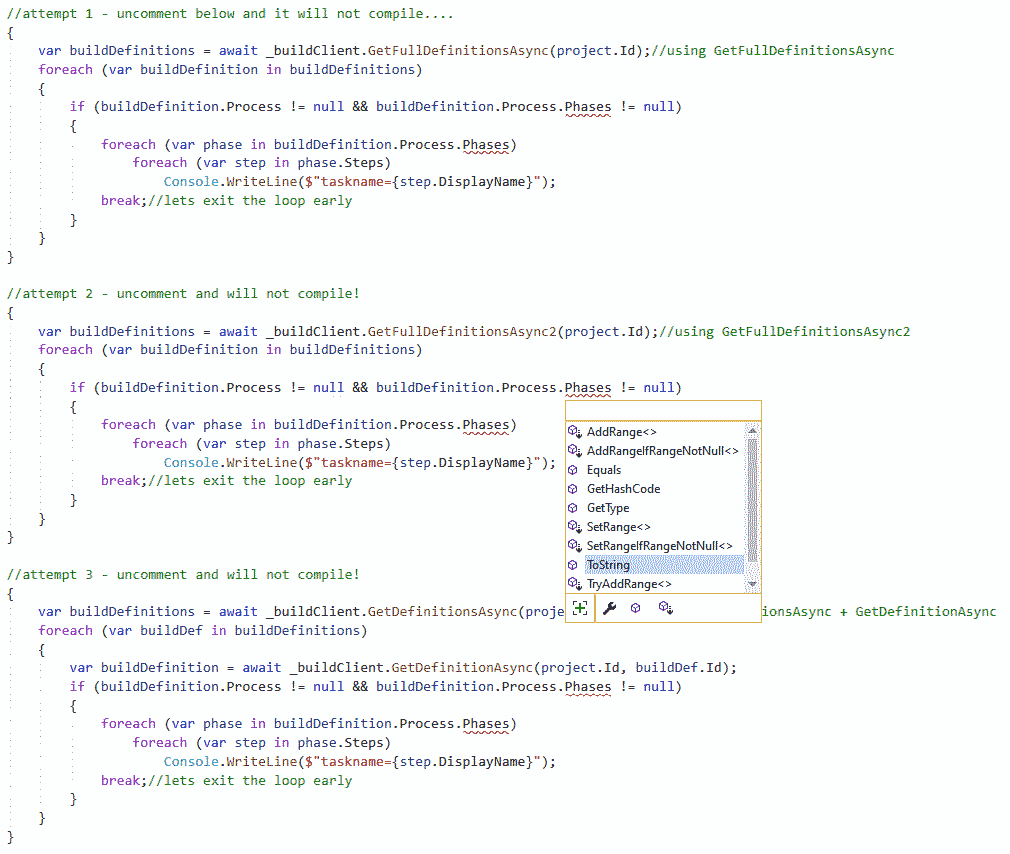 //attempt 1 - uncomment below and it will not compile....
{
    var buildDefinitions = await _buildClient.GetFullDefinitionsAsync(project.Id);//using GetFullDefinitionsAsync
    foreach (var buildDefinition in buildDefinitions)
    {
        if (buildDefinition.Process != null && buildDefinition.Process.Phases != null)
        {
            foreach (var phase in buildDefinition.Process.Phases)
                foreach (var step in phase.Steps)
                    Console.WriteLine($"taskname={step.DisplayName}");
            break;//lets exit the loop early
        }
    }
}
//attempt 2 - uncomment and will not compile!
{
    var buildDefinitions = await _buildClient.GetFullDefinitionsAsync2(project.Id);//using GetFullDefinitionsAsync2
    foreach (var buildDefinition in buildDefinitions)
    {
        if (buildDefinition.Process != null && buildDefinition.Process.Phases != null)
        {
            foreach (var phase in buildDefinition.Process.Phases)
                foreach (var step in phase.Steps)
                    Console.WriteLine($"taskname={step.DisplayName}");
            break;//lets exit the loop early
        }
    }
}
AddRange<>
AddRangeIfRangeNotNull<>
Equals
GetHashCode
GetType
SetRange<>
SetRangeIfRangeNotNull<>
ToString
TryAddRange<>
//attempt 3 - uncomment and will not compile!
{
    var buildDefinitions = await _buildClient.GetDefinitionsAsync(proje ionsAsync + GetDefinitionAsync
    foreach (var buildDef in buildDefinitions)
    {
        var buildDefinition = await _buildClient.GetDefinitionAsync(project.Id, buildDef.Id);
        if (buildDefinition.Process != null && buildDefinition.Process.Phases != null)
        {
            foreach (var phase in buildDefinition.Process.Phases)
                foreach (var step in phase.Steps)
                    Console.WriteLine($"taskname={step.DisplayName}");
            break;//lets exit the loop early
        }
    }
}